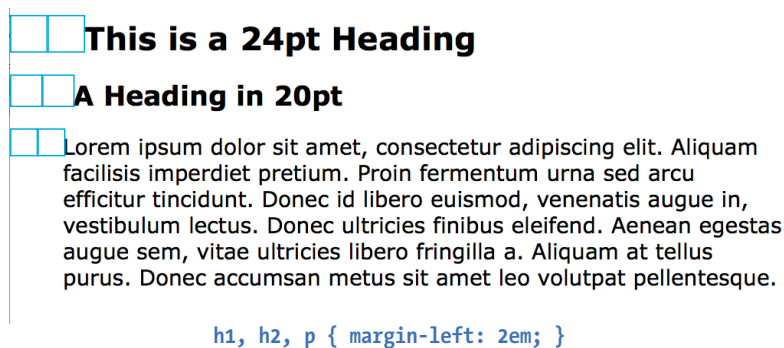 This is a 24pt Heading
A Heading in 20pt
Lorem ipsum dolor sit amet, consectetur adipiscing elit. Aliquam
facilisis imperdiet pretium. Proin fermentum urna sed arcu
efficitur tincidunt. Donec id libero euismod, venenatis augue in,
vestibulum lectus. Donec ultricies finibus eleifend. Aenean egestas
augue sem, vitae ultricies libero fringilla a. Aliquam at tellus
purus. Donec accumsan metus sit amet leo volutpat pellentesque.
h1, h2, p { margin-left: 2em; }